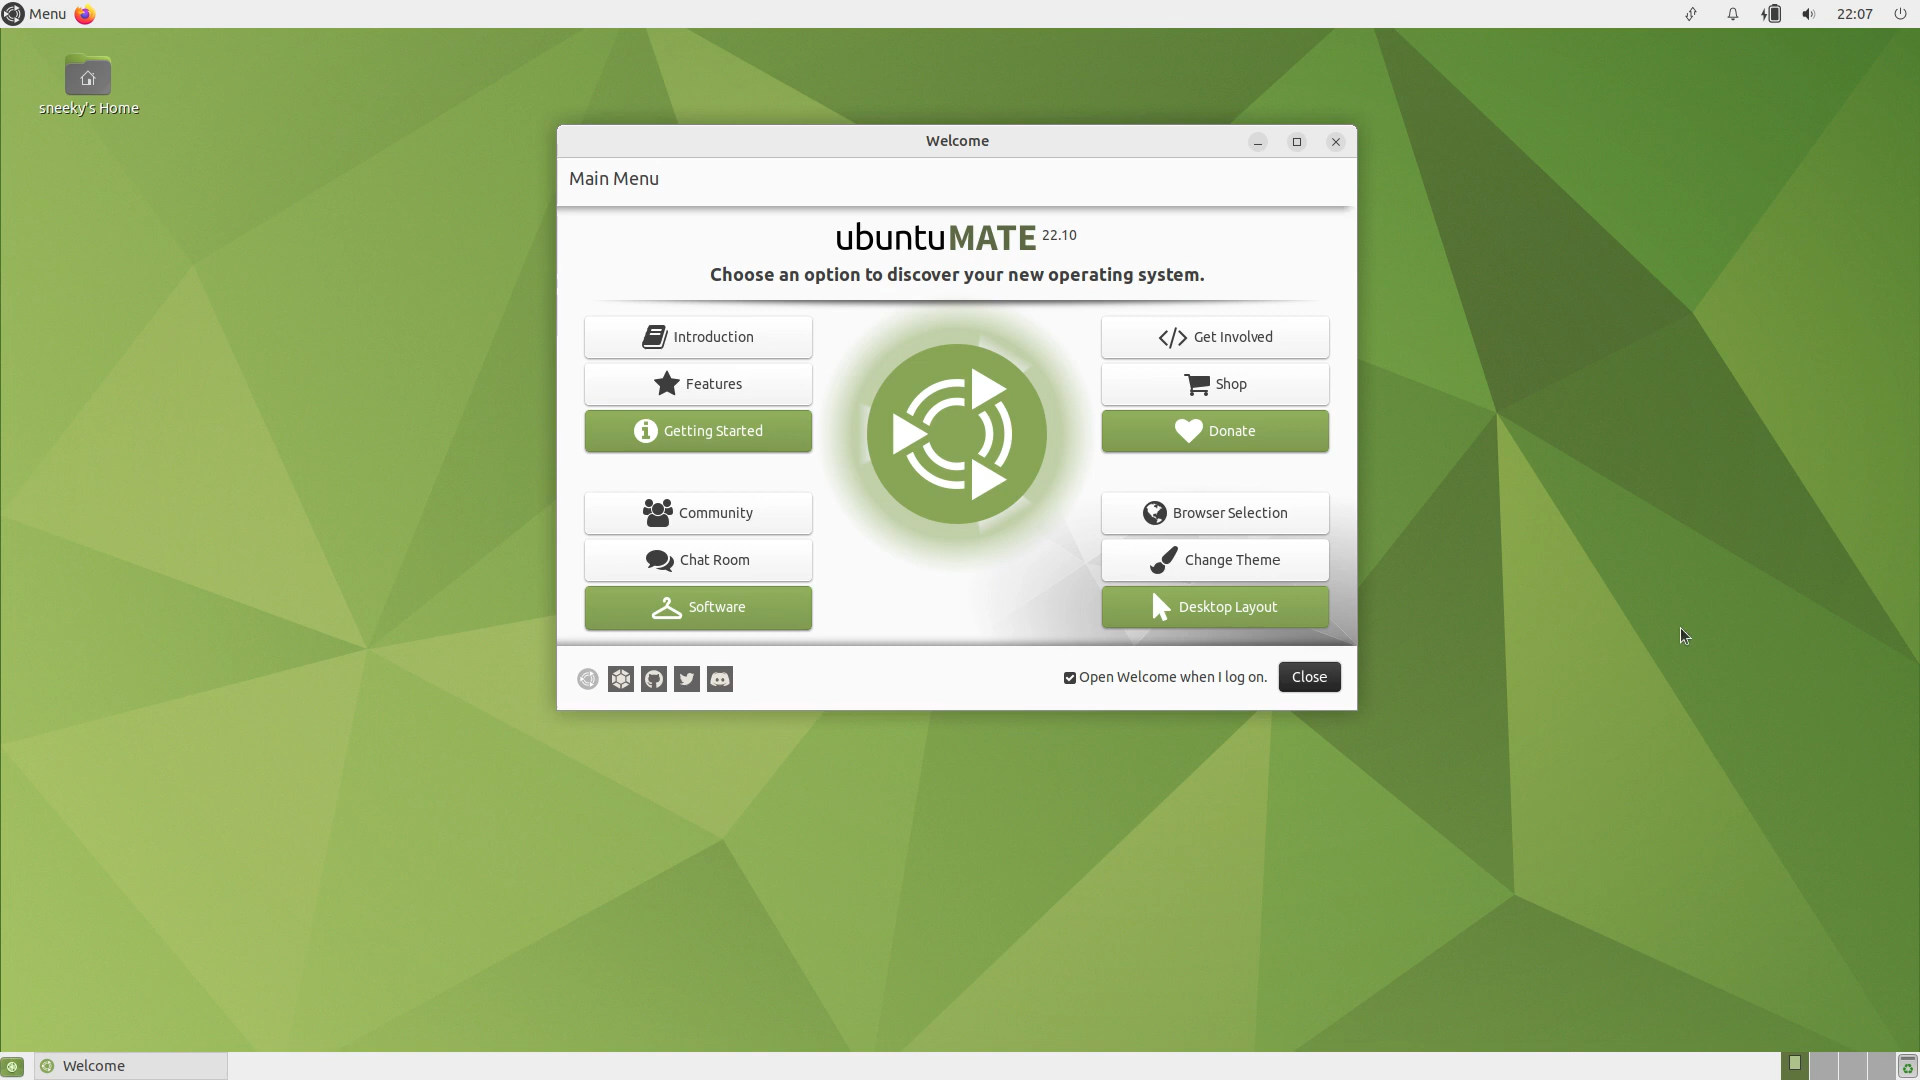 Menu
22:07
sneeky's Home
Welcome
Main Menu
ubuntuMATE 22.10
Choose an option to discover your new operating system.
Introduction
Features
Getting Started
Community
Chat Room
Software
Get Involved
Shop
Donate
Browser Selection
Change Theme
Desktop Layout
Open Welcome when I log on.
Close
Welcome